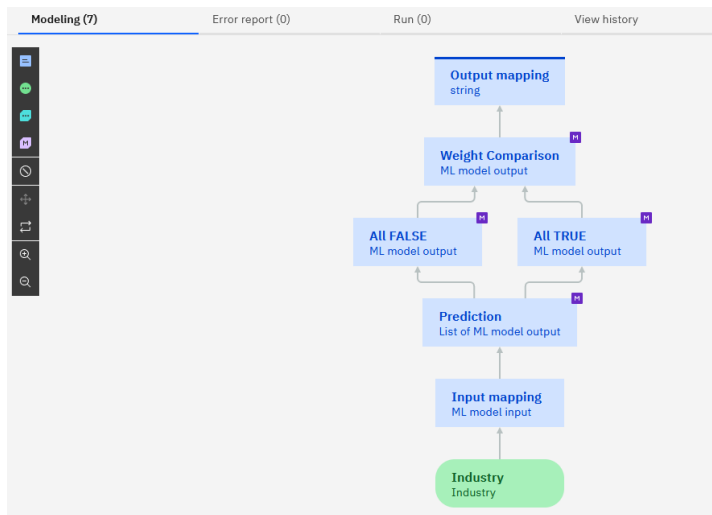 Modeling (7)
Error report (0)
Run (0)
View history
Output mapping
string
M
Weight Comparison
ML model output
M
All FALSE
ML model output
M
All TRUE
ML model output
M
M
Prediction
List of ML model output
Input mapping
ML model input
Industry
Industry